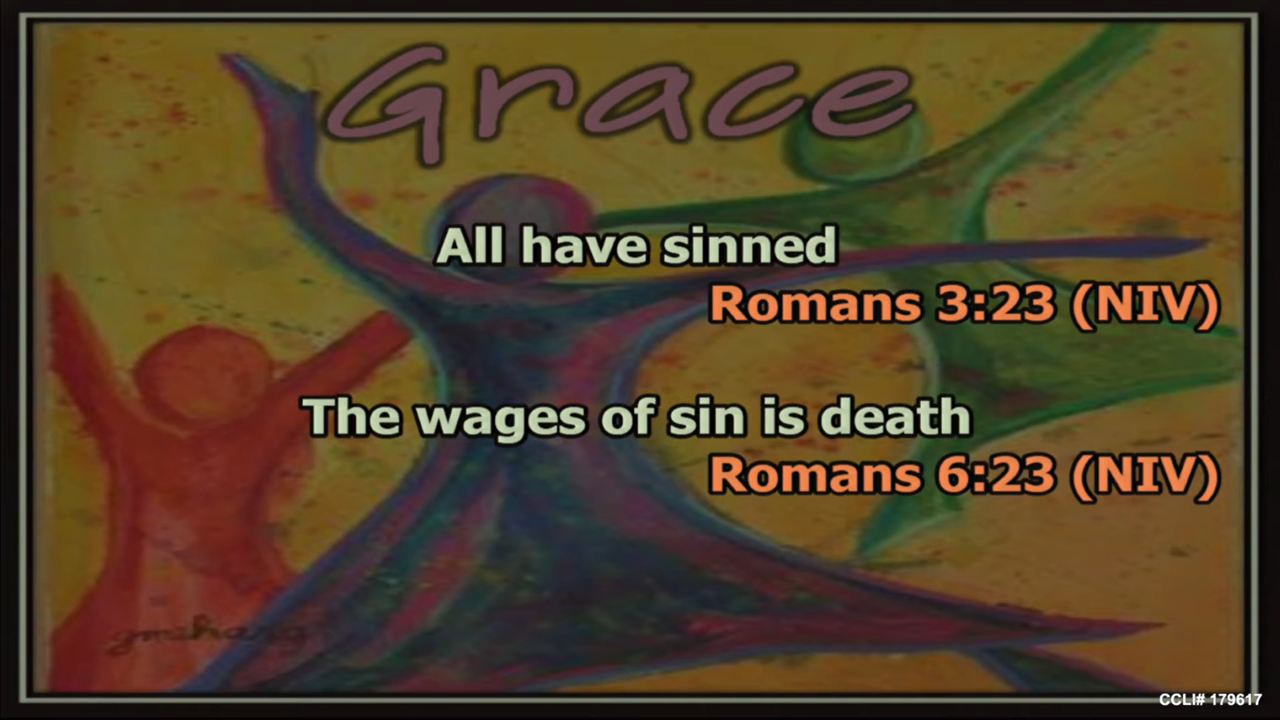 Grace
All have sinned
Romans 3:23 (NIV)
The wages of sin is death
Romans 6:23 (NIV)
CCLI# 179617